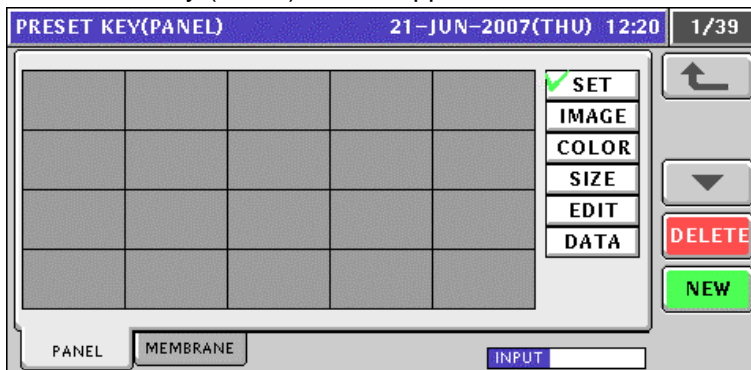 PRESET KEY(PANEL) 21-JUN-2007(THU) 12:20 1/39
SET
IMAGE
COLOR
SIZE
EDIT
DATA
DELETE
NEW
PANEL MEMBRANE
INPUT